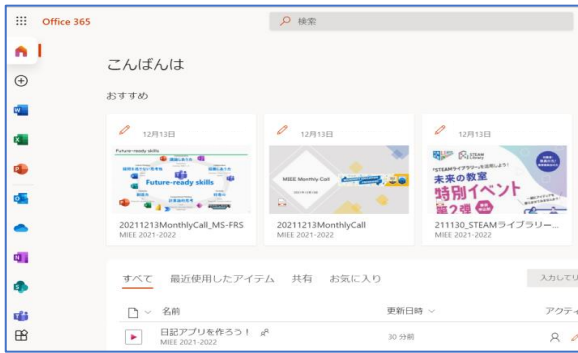 Office 365
検索
こんばんは
おすすめ
12月13日
12月13日
12月13日
Future-ready skills
Future-ready skills
MIEE Monthly Call
STEAM Library
未来の教室
特別イベント
第2弾
20211213MonthlyCall_MS-FRS
MIEE 2021-2022
20211213MonthlyCall
MIEE 2021-2022
211130_STEAMライブラリー...
MIEE 2021-2022
すべて 最近使用したアイテム 共有 お気に入り
入力してリ
名前 更新日時 アクティ
日記アプリを作ろう!
MIEE 2021-2022
30 分前